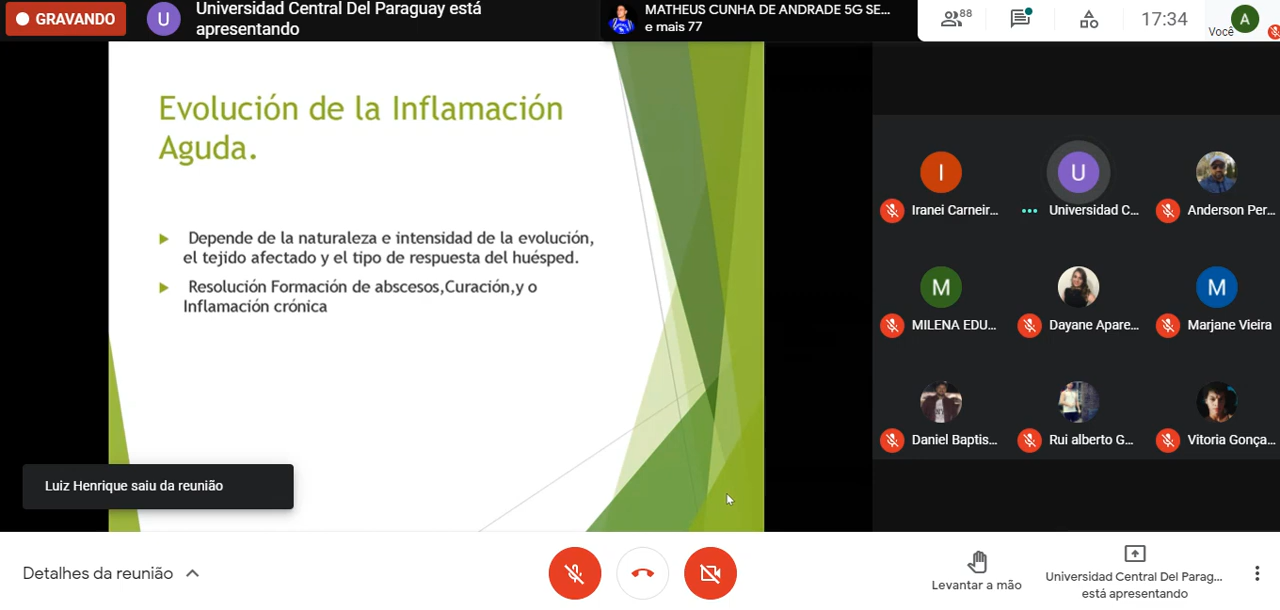 GRAVANDO
U
Universidad Central Del Paraguay está
apresentando
MATHEUS CUNHA DE ANDRADE 5G SE...
e mais 77
88
17:34
Você
A
Evolución de la Inflamación
Aguda.
Depende de la naturaleza e intensidad de la evolución,
el tejido afectado y el tipo de respuesta del huésped.
Resolución Formación de abscesos,Curación,y o
Inflamación crónica
I
U
Iranei Carneir...
Universidad C...
Anderson Per...
M
M
MILENA EDU...
Dayane Apare...
Marjane Vieira
Daniel Baptis...
Rui alberto G...
Vitoria Gonça...
Luiz Henrique saiu da reunião
Detalhes da reunião
Levantar a mão
Universidad Central Del Parag...
está apresentando